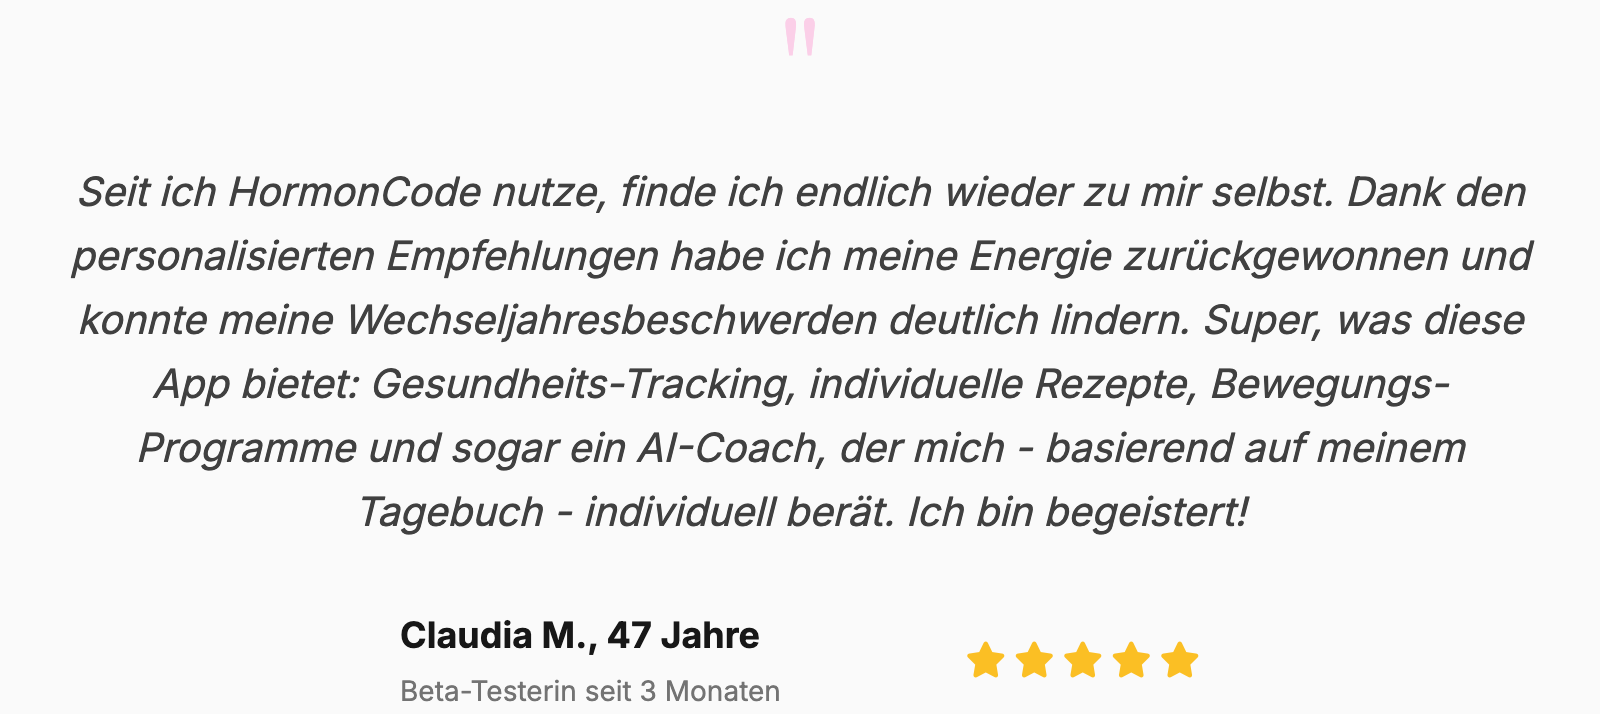 "
Seit ich HormonCode nutze, finde ich endlich wieder zu mir selbst. Dank den
personalisierten Empfehlungen habe ich meine Energie zurückgewonnen und
konnte meine Wechseljahresbeschwerden deutlich lindern. Super, was diese
App bietet: Gesundheits-Tracking, individuelle Rezepte, Bewegungs-
Programme und sogar ein AI-Coach, der mich - basierend auf meinem
Tagebuch - individuell berät. Ich bin begeistert!
Claudia M., 47 Jahre
Beta-Testerin seit 3 Monaten